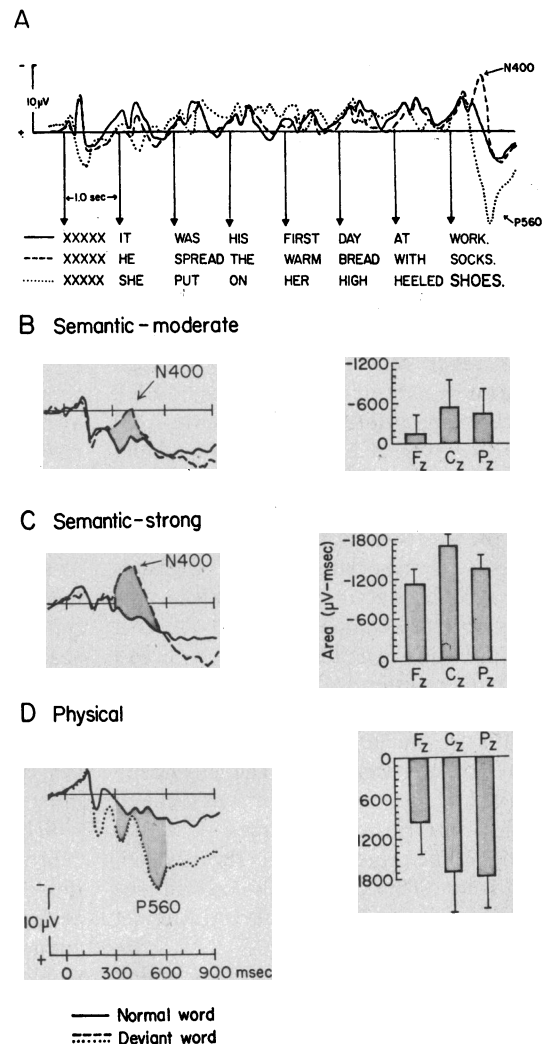 A
−
10 μV
+
N400
P560
←1.0 sec→
XXXXX IT WAS HIS FIRST DAY AT WORK.
XXXXX HE SPREAD THE WARM BREAD WITH SOCKS.
XXXXX SHE PUT ON HER HIGH HEELED SHOES.
B Semantic-moderate
N400
-1200
-600
0
Fz Cz Pz
C Semantic-strong
N400
Area (μV-msec)
-1800
-1200
-600
0
Fz Cz Pz
D Physical
P560
−
10 μV
+
0 300 600 900 msec
Fz Cz Pz
0
600
1200
1800
Normal word
Deviant word